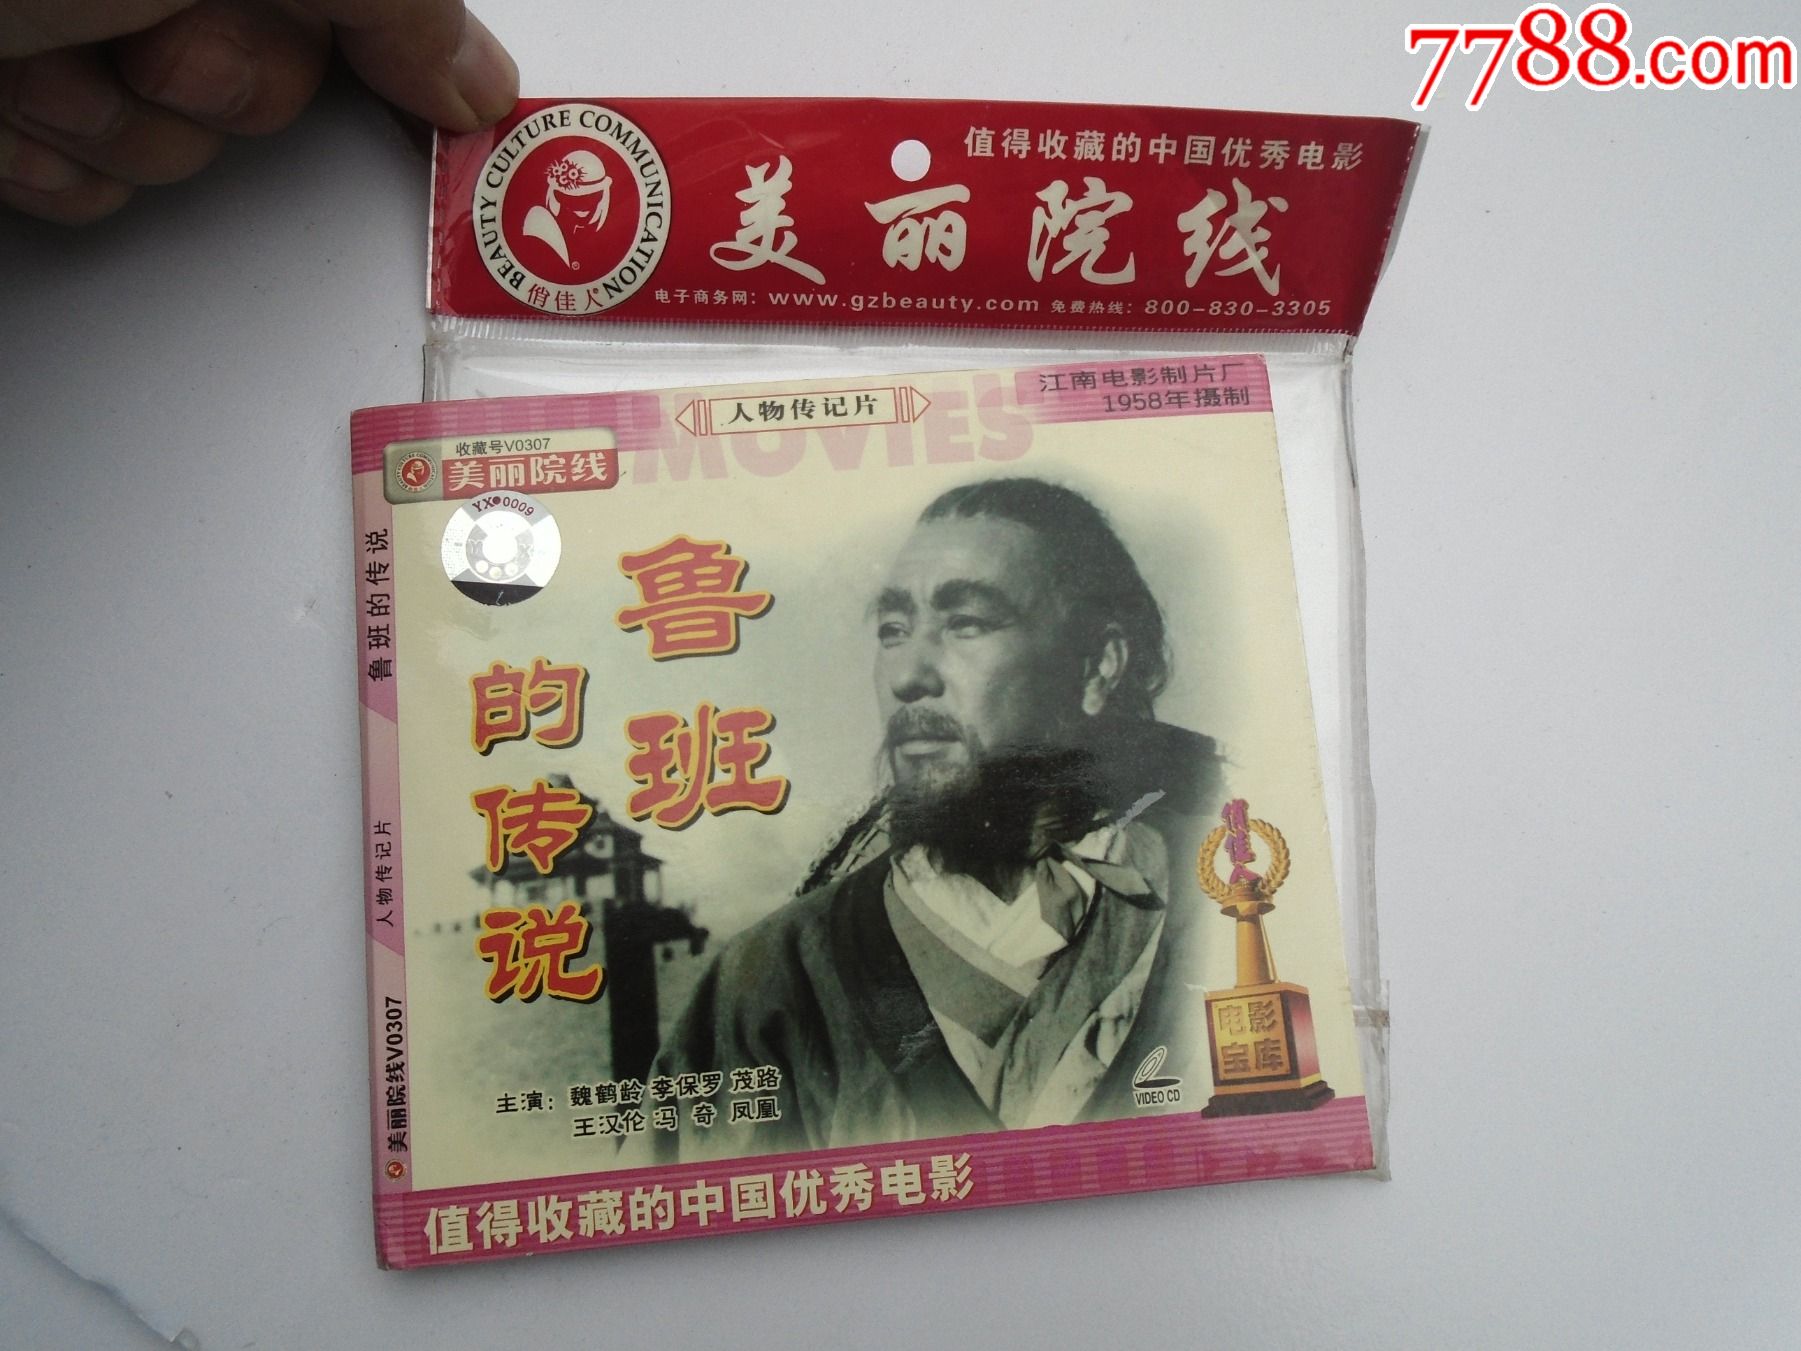 7788.com
BEAUTY CULTURE COMMUNICATION
俏佳人
值得收藏的中国优秀电影
美丽院线
电子商务网：www.gzbeauty.com 免费热线：800-830-3305
江南电影制片厂
1958年摄制
人物传记片
MOVIES
收藏号V0307
美丽院线
YX 0009
鲁班
的传说
俏佳人
电影
宝库
VIDEO CD
主演：魏鹤龄 李保罗 茂路
王汉伦 冯奇 凤凰
值得收藏的中国优秀电影
鲁班的传说
人物传记片
美丽院线V0307